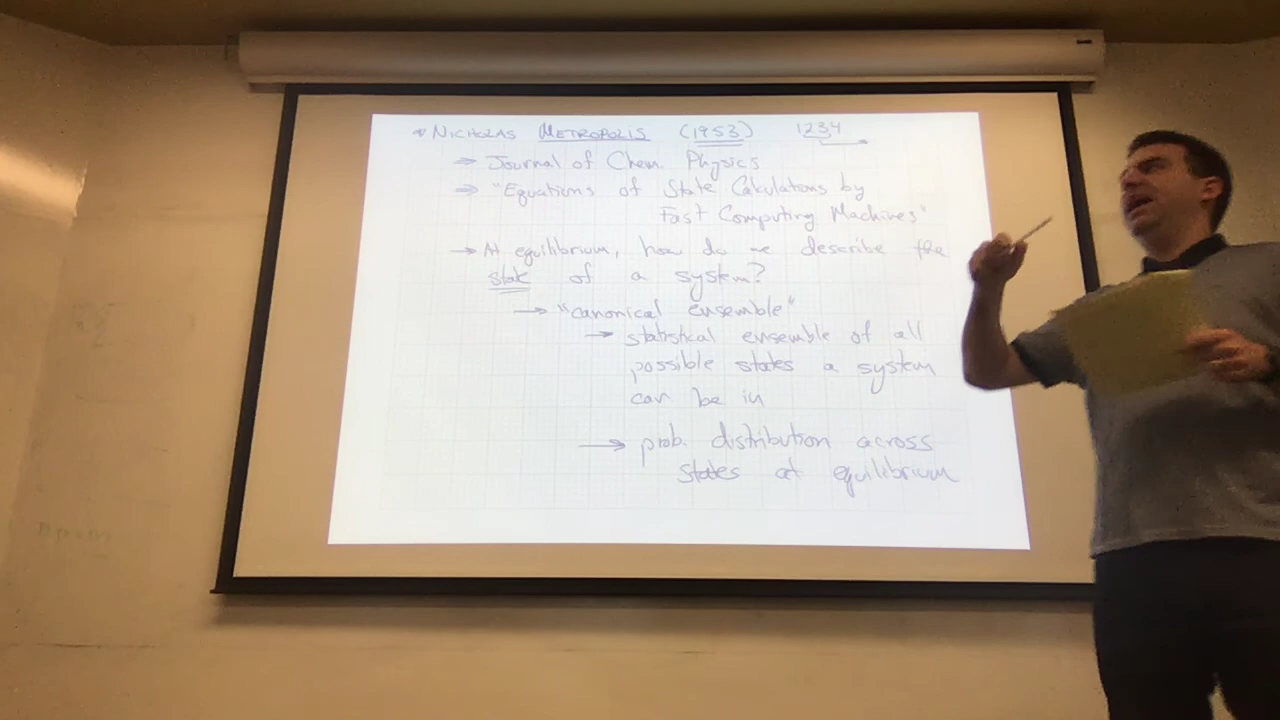 NICHOLAS METROPOLIS (1953) 1234
→ Journal of Chem. Physics
⇒ "Equations of State Calculations by
Fast Computing Machines"
→ At equilibrium, how do we describe the
state of a system?
→ "canonical ensemble"
→ statistical ensemble of all
possible states a system
can be in
→ prob. distribution across
states at equilibrium